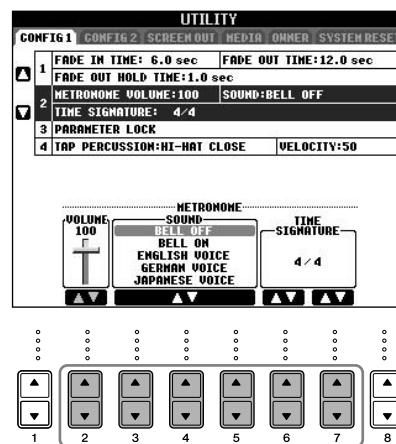 UTILITY
CONFIG 1 CONFIG 2 SCREEN OUT MEDIA OWNER SYSTEM RESET
1 FADE IN TIME: 6.0 sec FADE OUT TIME:12.0 sec
FADE OUT HOLD TIME:1.0 sec
2 METRONOME VOLUME:100 SOUND:BELL OFF
TIME SIGNATURE: 4/4
3 PARAMETER LOCK
4 TAP PERCUSSION:HI-HAT CLOSE VELOCITY:50
METRONOME
VOLUME SOUND TIME SIGNATURE
100 BELL OFF
BELL ON
ENGLISH VOICE 4/4
GERMAN VOICE
JAPANESE VOICE
1 2 3 4 5 6 7 8